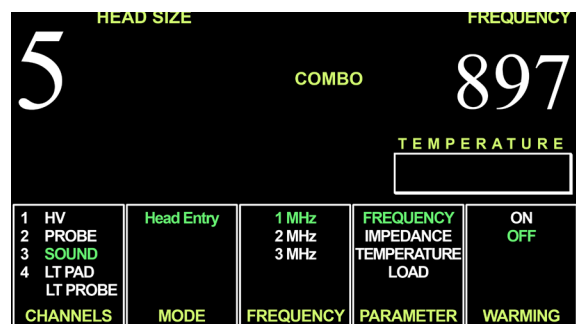 HEAD SIZE
FREQUENCY
5
COMBO
897
TEMPERATURE
1 HV
2 PROBE
3 SOUND
4 LT PAD
LT PROBE
CHANNELS
Head Entry
MODE
1 MHz
2 MHz
3 MHz
FREQUENCY
FREQUENCY
IMPEDANCE
TEMPERATURE
LOAD
PARAMETER
ON
OFF
WARMING